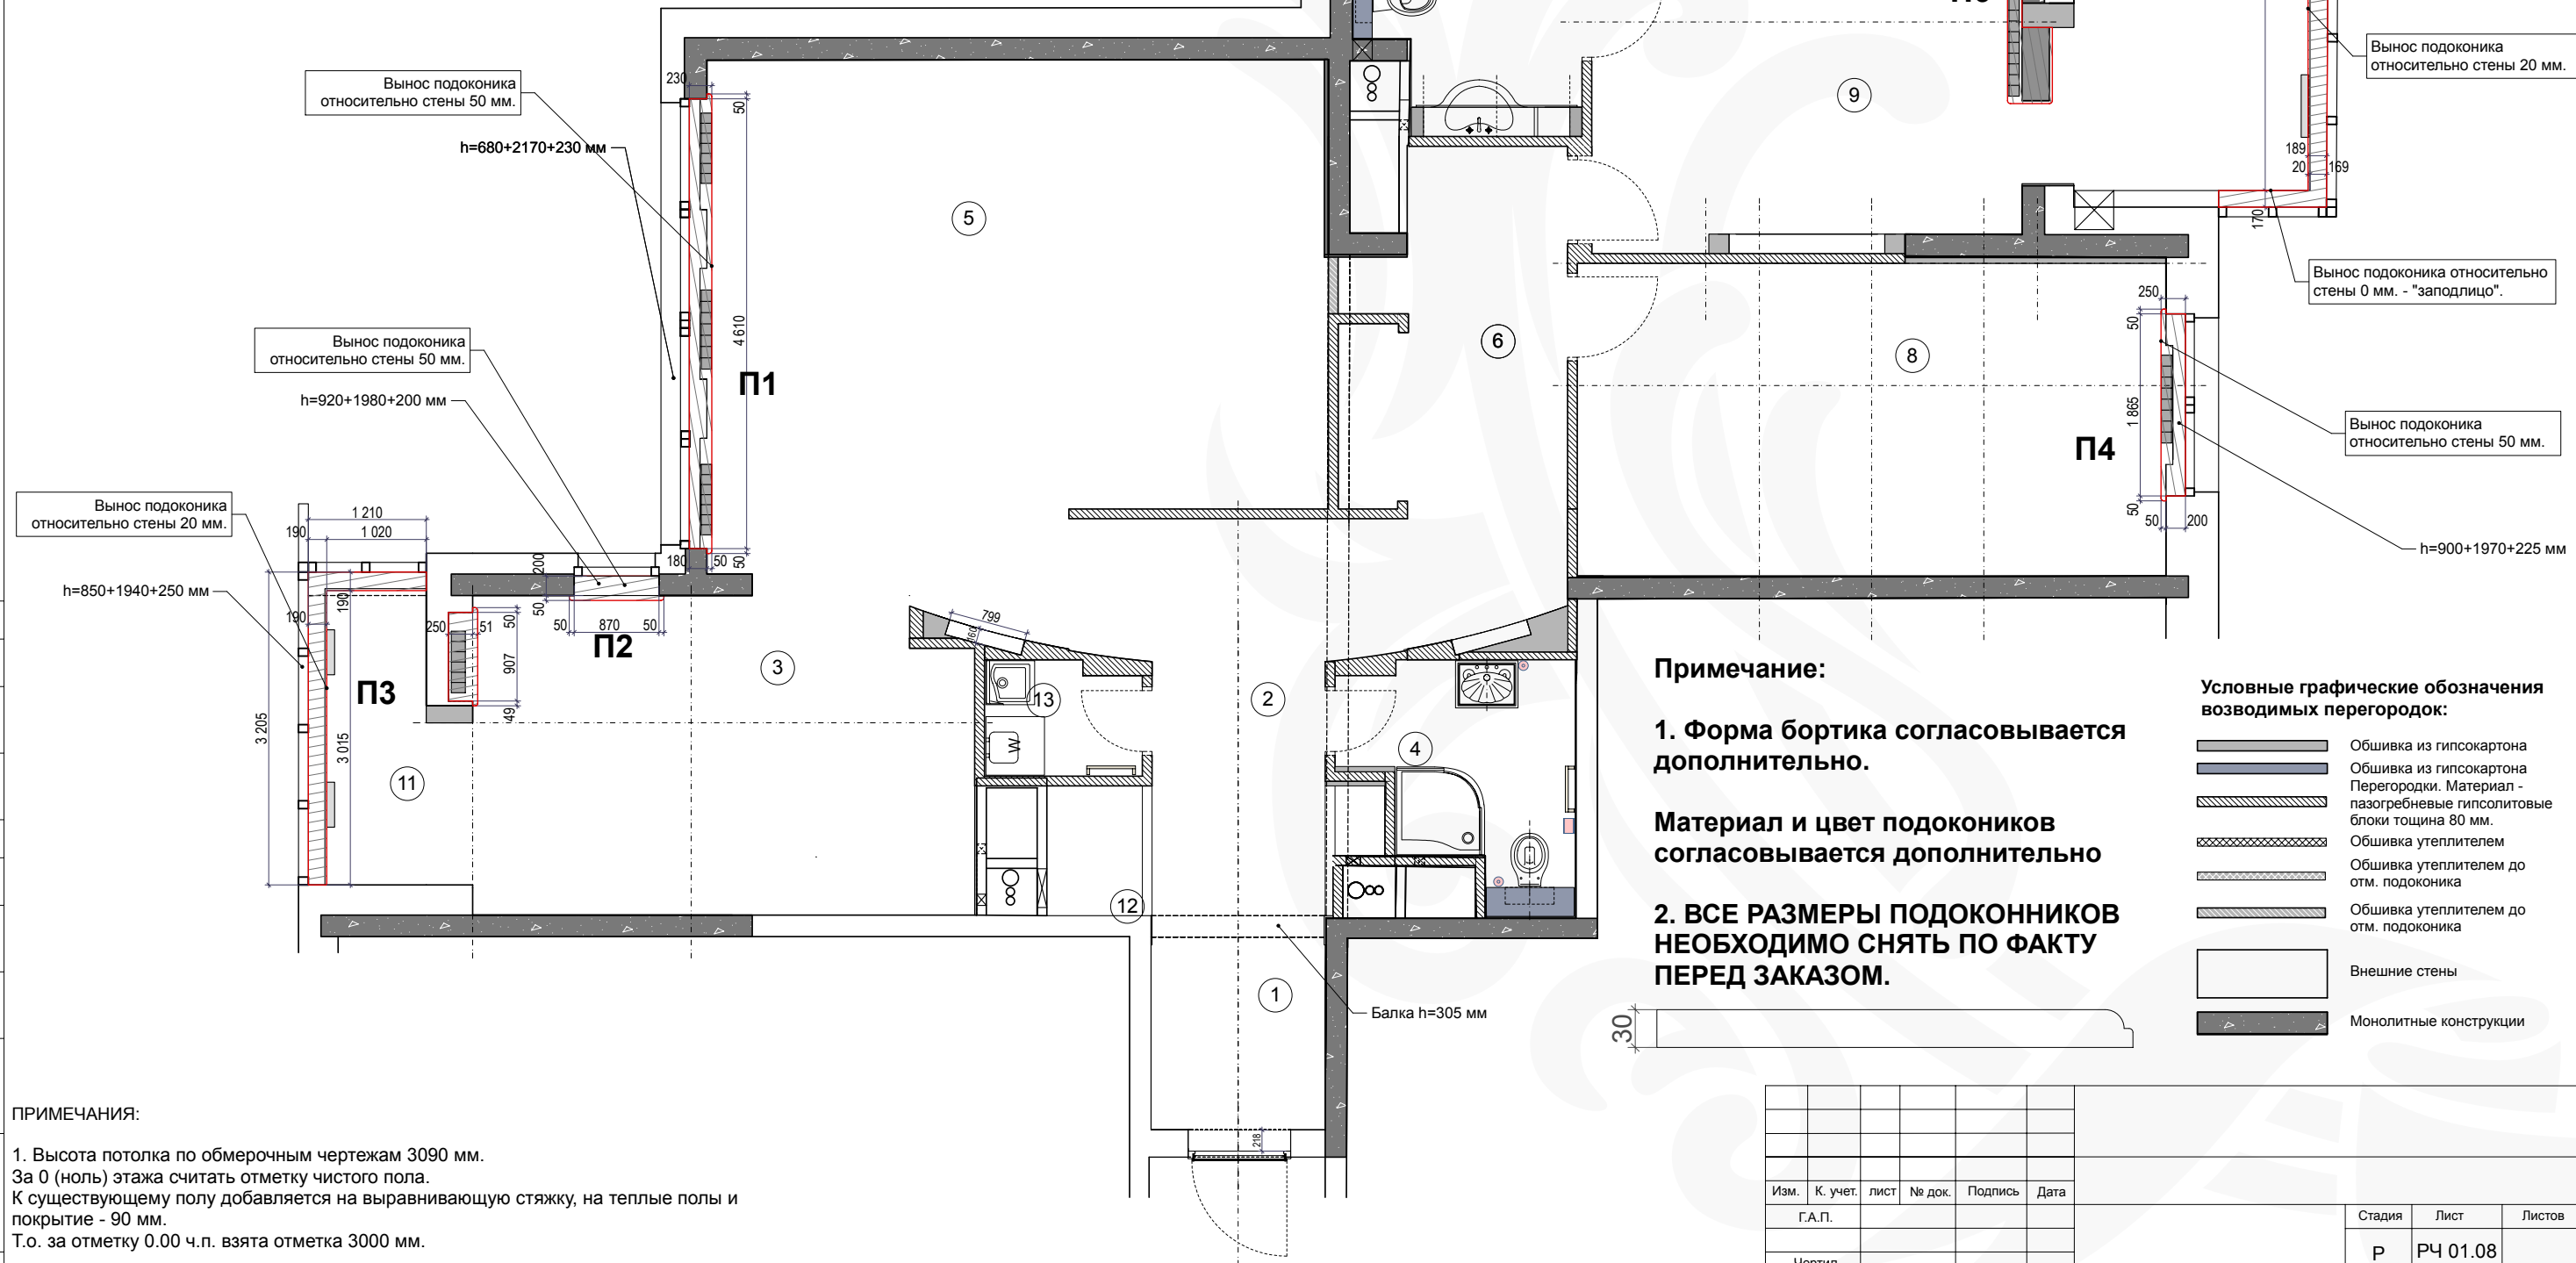 Вынос подоконика
относительно стены 50 мм.
h=680+2170+230 мм
Вынос подоконика
относительно стены 50 мм.
h=920+1980+200 мм
Вынос подоконика
относительно стены 20 мм.
h=850+1940+250 мм
230
50
4 610
П1
5
180
50
50
200
50
50
870
50
П2
1 210
190
1 020
190
190
3 205
3 015
П3
250
51
50
907
49
11
3
799
160
13
W
2
12
4
1
218
Балка h=305 мм
6
9
8
189
20
169
170
Вынос подоконика
относительно стены 20 мм.
Вынос подоконика относительно
стены 0 мм. - "заподлицо".
250
50
1 865
50
50
200
П4
Вынос подоконика
относительно стены 50 мм.
h=900+1970+225 мм
Примечание:
1. Форма бортика согласовывается
дополнительно.
Материал и цвет подокоников
согласовывается дополнительно
2. ВСЕ РАЗМЕРЫ ПОДОКОННИКОВ
НЕОБХОДИМО СНЯТЬ ПО ФАКТУ
ПЕРЕД ЗАКАЗОМ.
30
Условные графические обозначения
возводимых перегородок:
Обшивка из гипсокартона
Обшивка из гипсокартона
Перегородки. Материал -
пазогребневые гипсолитовые
блоки тощина 80 мм.
Обшивка утеплителем
Обшивка утеплителем до
отм. подоконика
Обшивка утеплителем до
отм. подоконика
Внешние стены
Монолитные конструкции
ПРИМЕЧАНИЯ:
1. Высота потолка по обмерочным чертежам 3090 мм.
За 0 (ноль) этажа считать отметку чистого пола.
К существующему полу добавляется на выравнивающую стяжку, на теплые полы и
покрытие - 90 мм.
Т.о. за отметку 0.00 ч.п. взята отметка 3000 мм.
Изм. К. учет. лист № док. Подпись Дата
Г.А.П.
Стадия Лист Листов
Р РЧ 01.08